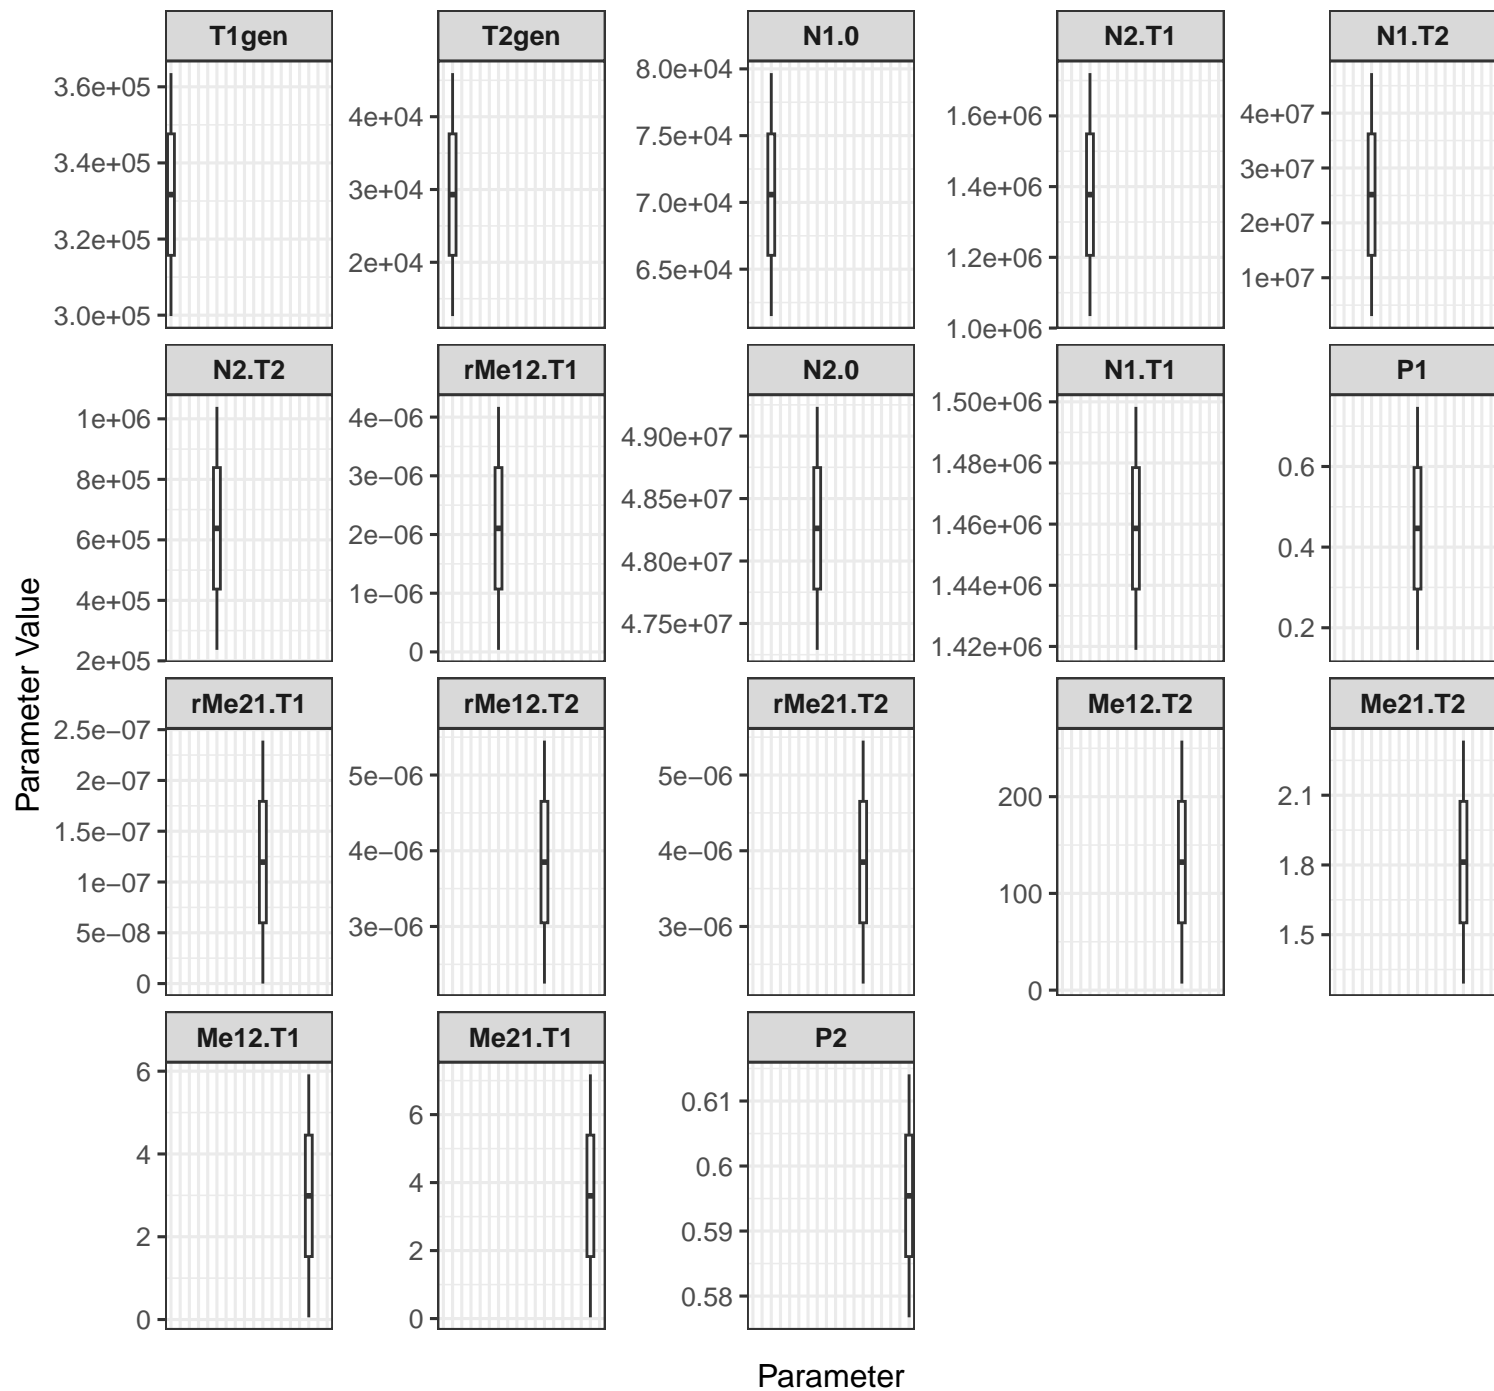 T1gen T2gen N1.0 N2.T1 N1.T2
3.6e+05
3.4e+05
3.2e+05
3.0e+05
4e+04
3e+04
2e+04
8.0e+04
7.5e+04
7.0e+04
6.5e+04
1.6e+06
1.4e+06
1.2e+06
1.0e+06
4e+07
3e+07
2e+07
1e+07
N2.T2 rMe12.T1 N2.0 N1.T1 P1
1e+06
8e+05
6e+05
4e+05
2e+05
4e−06
3e−06
2e−06
1e−06
0
4.90e+07
4.85e+07
4.80e+07
4.75e+07
1.50e+06
1.48e+06
1.46e+06
1.44e+06
1.42e+06
0.6
0.4
0.2
Parameter Value
rMe21.T1 rMe12.T2 rMe21.T2 Me12.T2 Me21.T2
2.5e−07
2e−07
1.5e−07
1e−07
5e−08
0
5e−06
4e−06
3e−06
5e−06
4e−06
3e−06
200
100
0
2.1
1.8
1.5
Me12.T1 Me21.T1 P2
6
4
2
0
6
4
2
0
0.61
0.6
0.59
0.58
Parameter